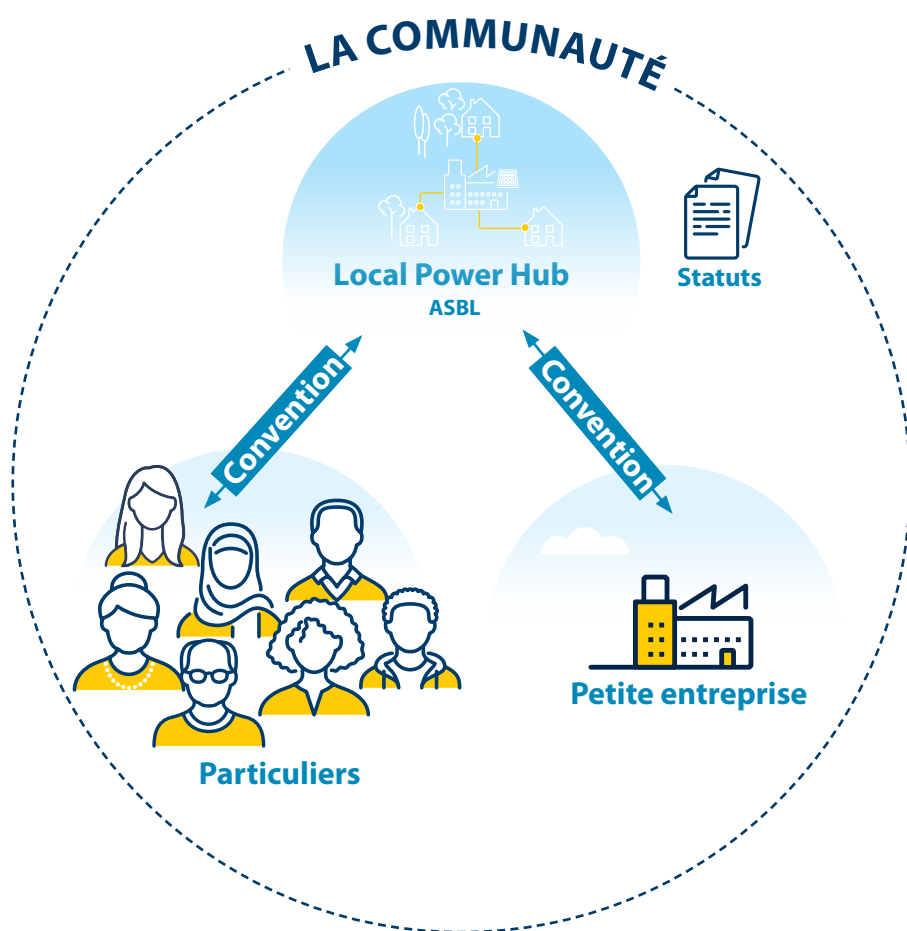 LA COMMUNAUTÉ
Local Power Hub
ASBL
Statuts
Convention
Convention
Particuliers
Petite entreprise